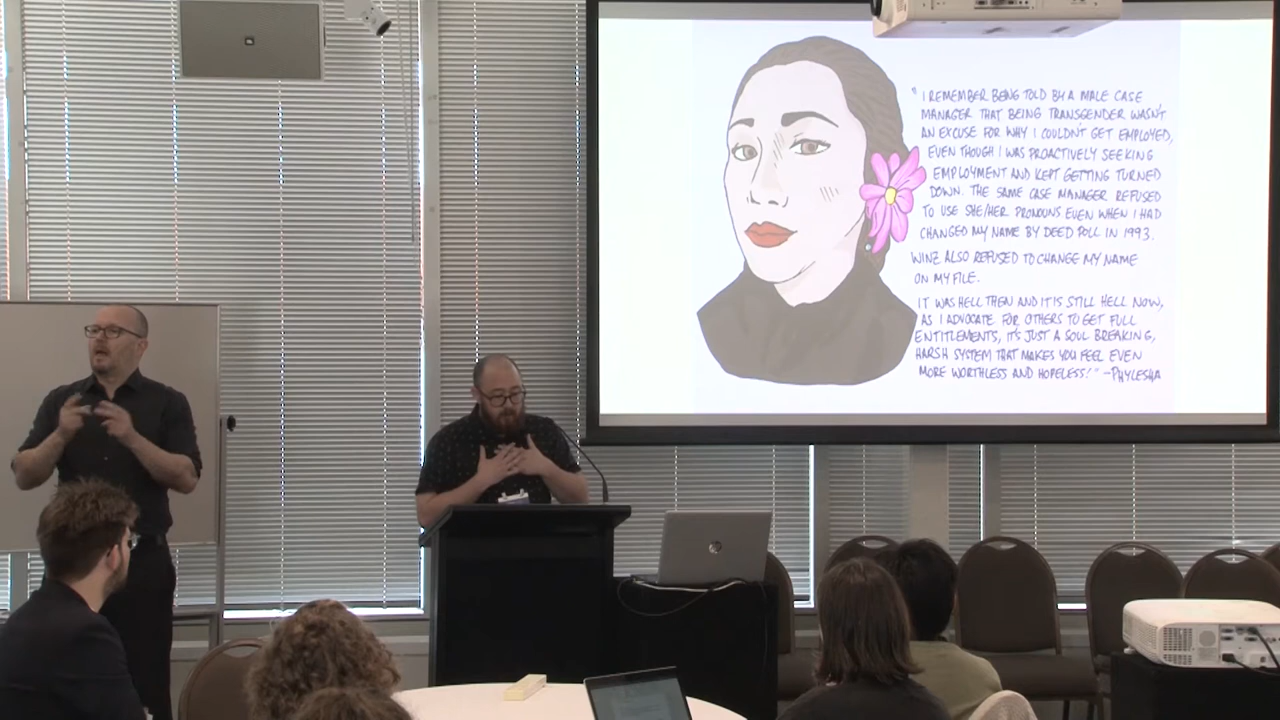 " I REMEMBER BEING TOLD BY A MALE CASE
MANAGER THAT BEING TRANSGENDER WASN'T
AN EXCUSE FOR WHY I COULDN'T GET EMPLOYED,
EVEN THOUGH I WAS PROACTIVELY SEEKING
EMPLOYMENT AND KEPT GETTING TURNED
DOWN. THE SAME CASE MANAGER REFUSED
TO USE SHE/HER PRONOUNS EVEN WHEN I HAD
CHANGED MY NAME BY DEED POLL IN 1993.
WINZ ALSO REFUSED TO CHANGE MY NAME
ON MY FILE.
IT WAS HELL THEN AND IT IS STILL HELL NOW,
AS I ADVOCATE FOR OTHERS TO GET FULL
ENTITLEMENTS, IT'S JUST A SOUL BREAKING,
HARSH SYSTEM THAT MAKES YOU FEEL EVEN
MORE WORTHLESS AND HOPELESS!" -PHYLESHA
hp